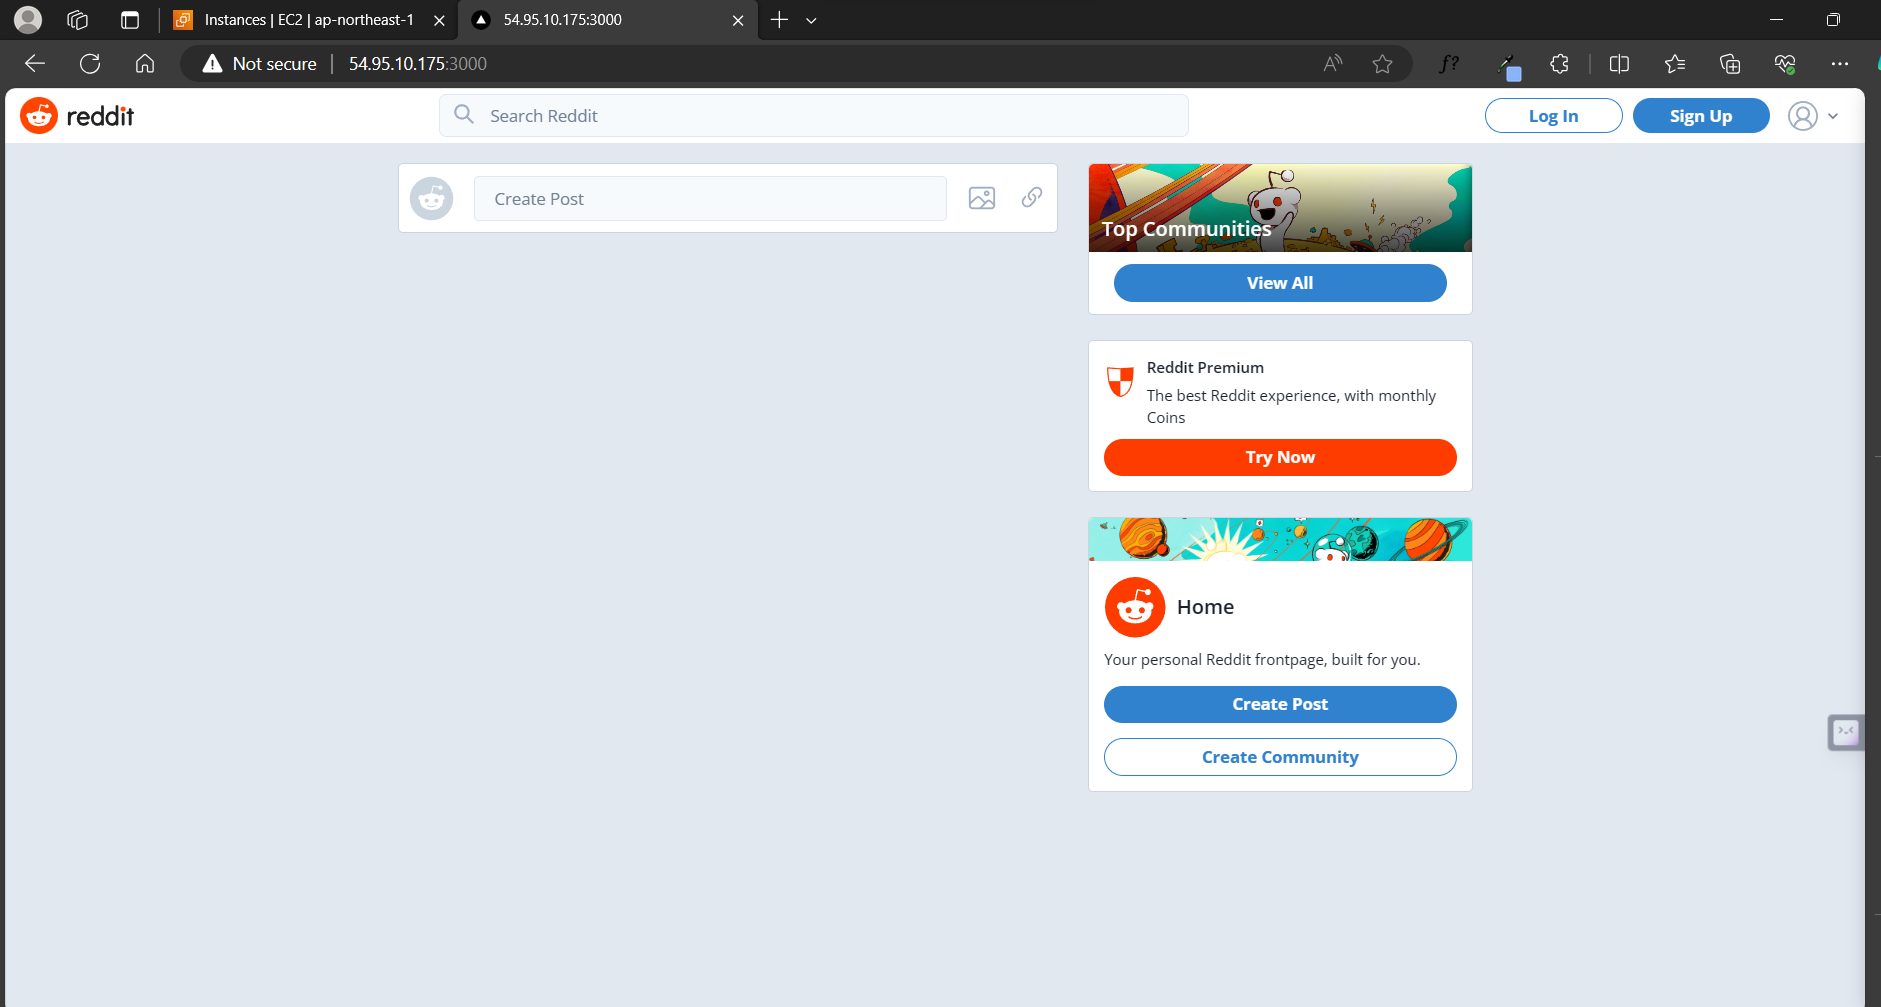 Instances | EC2 | ap-northeast-1
54.95.10.175:3000
Not secure
54.95.10.175:3000
reddit
Search Reddit
Log In
Sign Up
Create Post
Top Communities
View All
Reddit Premium
The best Reddit experience, with monthly
Coins
Try Now
Home
Your personal Reddit frontpage, built for you.
Create Post
Create Community